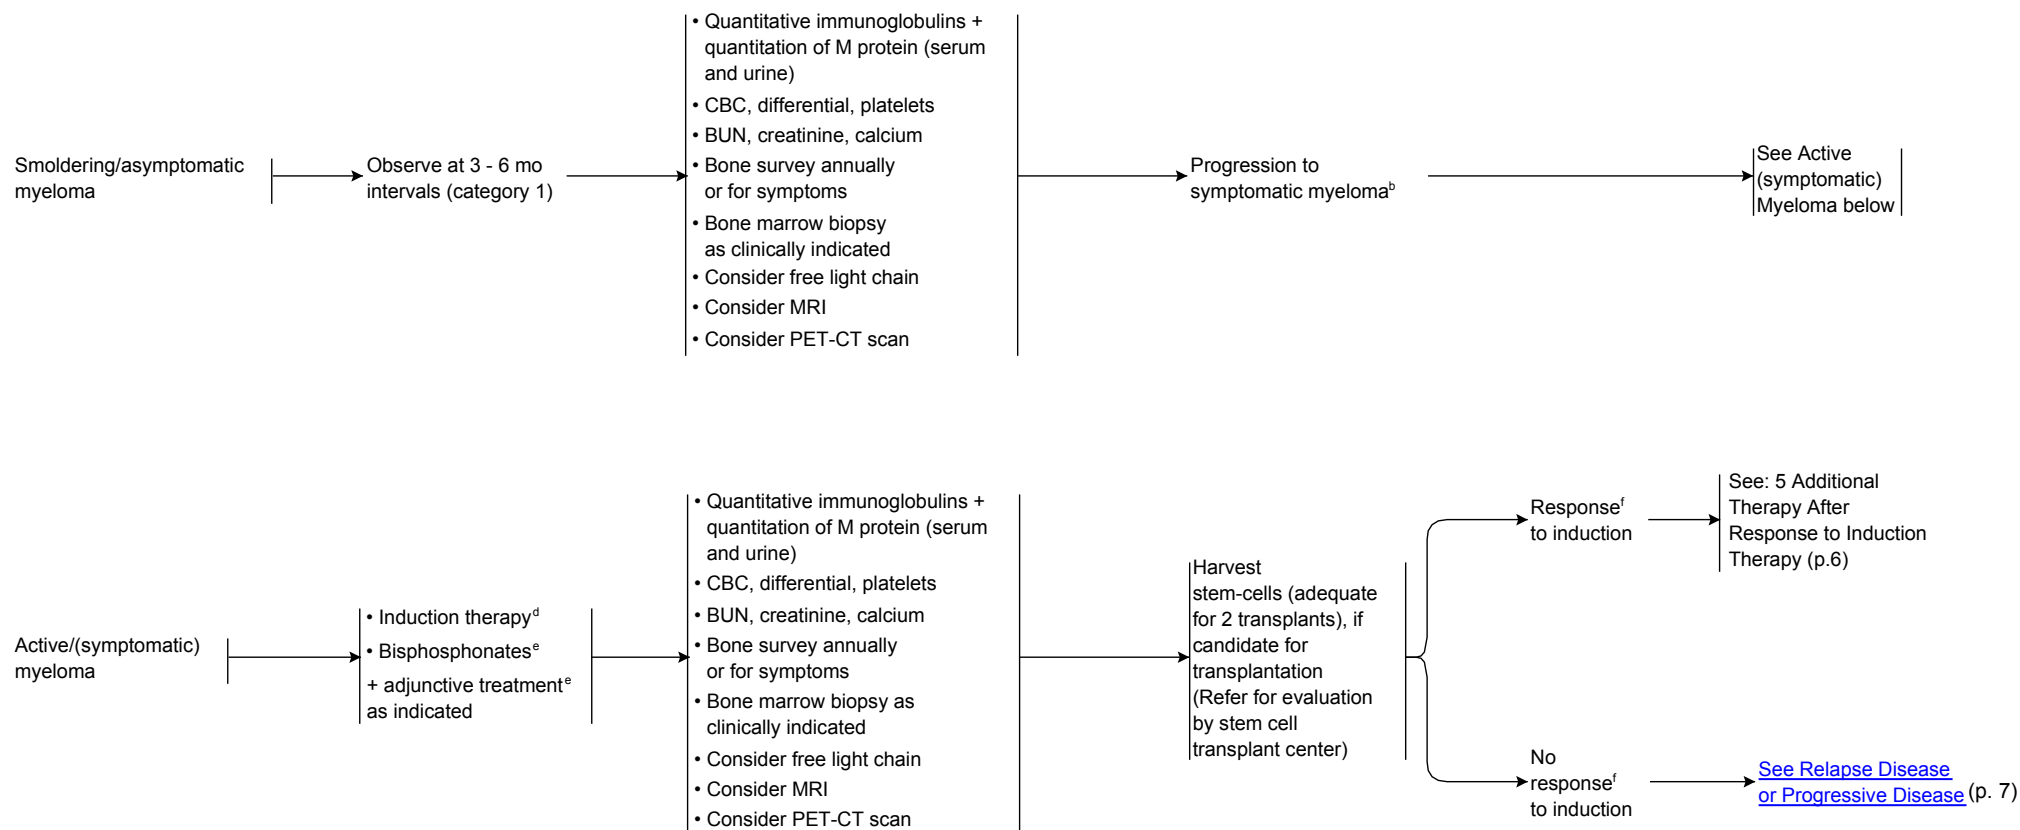 Smoldering/asymptomatic
myeloma
Observe at 3 - 6 mo
intervals (category 1)
• Quantitative immunoglobulins +
quantitation of M protein (serum
and urine)
• CBC, differential, platelets
• BUN, creatinine, calcium
• Bone survey annually
or for symptoms
• Bone marrow biopsy
as clinically indicated
• Consider free light chain
• Consider MRI
• Consider PET-CT scan
Progression to
symptomatic myelomaᵇ
See Active
(symptomatic)
Myeloma below
Active/(symptomatic)
myeloma
• Induction therapyᵈ
• Bisphosphonatesᵉ
+ adjunctive treatmentᵉ
as indicated
• Quantitative immunoglobulins +
quantitation of M protein (serum
and urine)
• CBC, differential, platelets
• BUN, creatinine, calcium
• Bone survey annually
or for symptoms
• Bone marrow biopsy as
clinically indicated
• Consider free light chain
• Consider MRI
• Consider PET-CT scan
Harvest
stem-cells (adequate
for 2 transplants), if
candidate for
transplantation
(Refer for evaluation
by stem cell
transplant center)
Responseᶠ
to induction
See: 5 Additional
Therapy After
Response to Induction
Therapy (p.6)
No
responseᶠ
to induction
See Relapse Disease
or Progressive Disease (p. 7)